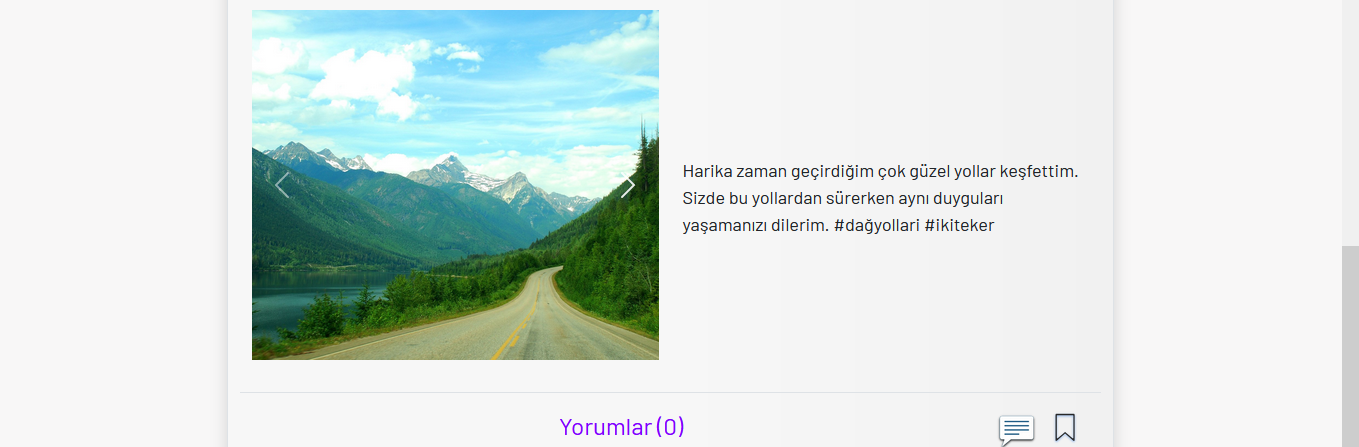 Harika zaman geçirdiğim çok güzel yollar keşfettim.
Sizde bu yollardan sürerken aynı duyguları
yaşamanızı dilerim. #dağyollari #ikiteker
Yorumlar (0)